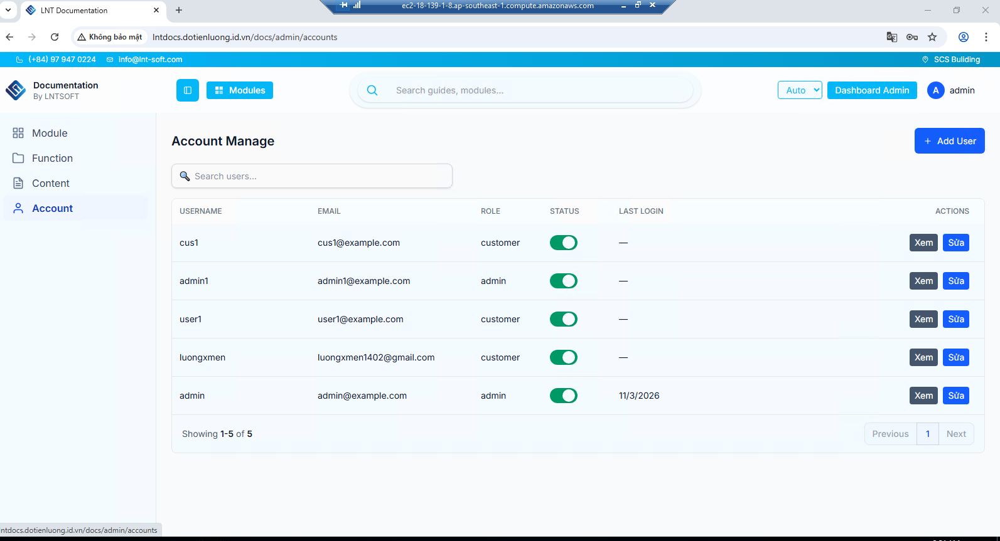 LNT Documentation
ec2-18-139-1-8.ap-southeast-1.compute.amazonaws.com
Không bảo mật
lntdocs.dotienluong.id.vn/docs/admin/accounts
(+84) 97 947 0224
info@lnt-soft.com
SCS Buliding
Documentation
By LNTSOFT
Modules
Search guides, modules...
Auto
Dashboard Admin
A
admin
Module
Function
Content
Account
Account Manage
+ Add User
Search users...
USERNAME EMAIL ROLE STATUS LAST LOGIN ACTIONS
cus1 cus1@example.com customer — Xem Sửa
admin1 admin1@example.com admin — Xem Sửa
user1 user1@example.com customer — Xem Sửa
luongxmen luongxmen1402@gmail.com customer — Xem Sửa
admin admin@example.com admin 11/3/2026 Xem Sửa
Showing 1-5 of 5
Previous 1 Next
lntdocs.dotienluong.id.vn/docs/admin/accounts